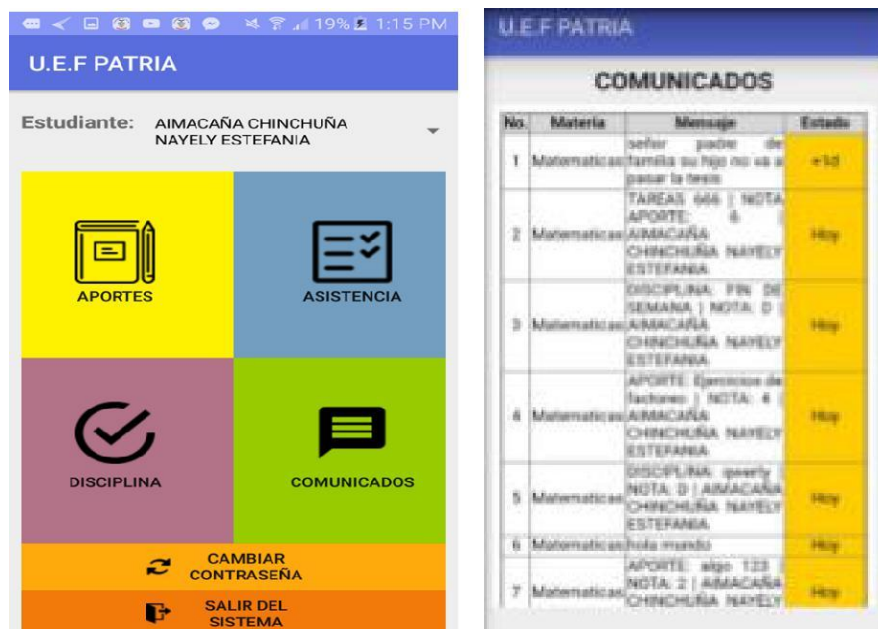 19% 1:15 PM
U.E.F PATRIA
Estudiante: AIMACAÑA CHINCHUÑA
NAYELY ESTEFANIA
APORTES
ASISTENCIA
DISCIPLINA
COMUNICADOS
CAMBIAR
CONTRASEÑA
SALIR DEL
SISTEMA
U.E.F PATRIA
COMUNICADOS
No. Materia Mensaje Estado
señor padre de
1 Matematicas familia su hijo no va a
pasar la tesis
TAREAS 666 | NOTA
APORTE: 6 |
2 Matematicas AIMACAÑA Hoy
CHINCHUÑA NAYELY
ESTEFANIA
DISCIPLINA: FIN DE
SEMANA | NOTA: D |
3 Matematicas AIMACAÑA Hoy
CHINCHUÑA NAYELY
ESTEFANIA
APORTE: Ejercicios de
factoreo | NOTA: 4 |
4 Matematicas AIMACAÑA Hoy
CHINCHUÑA NAYELY
ESTEFANIA
DISCIPLINA: qwerty |
NOTA: D | AIMACAÑA
5 Matematicas CHINCHUÑA NAYELY Hoy
ESTEFANIA
6 Matematicas hola mundo Hoy
APORTE: algo 123 |
NOTA: 2 | AIMACAÑA
7 Matematicas CHINCHUÑA NAYELY Hoy